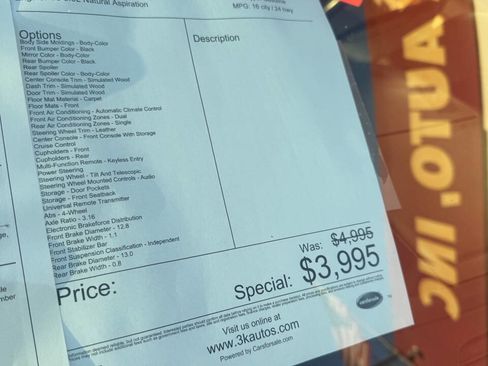 Natural Aspiration
MPG: 16 city / 24 hwy
Options
Description
Body Side Moldings - Body-Color
Front Bumper Color - Black
Mirror Color - Body-Color
Rear Bumper Color - Black
Rear Spoiler
Rear Spoiler Color - Body-Color
Center Console Trim - Simulated Wood
Dash Trim - Simulated Wood
Door Trim - Simulated Wood
Floor Mat Material - Carpet
Floor Mats - Front
Front Air Conditioning - Automatic Climate Control
Front Air Conditioning Zones - Dual
Rear Air Conditioning Zones - Single
Steering Wheel Trim - Leather
Center Console - Front Console With Storage
Cruise Control
Cupholders - Front
Cupholders - Rear
Multi-Function Remote - Keyless Entry
Power Steering
Steering Wheel - Tilt And Telescopic
Steering Wheel Mounted Controls - Audio
Storage - Door Pockets
Storage - Front Seatback
Universal Remote Transmitter
Abs - 4-Wheel
Axle Ratio - 3.16
Electronic Brakeforce Distribution
Front Brake Diameter - 12.8
Front Brake Width - 1.1
Front Stabilizer Bar
Front Suspension Classification - Independent
Rear Brake Diameter - 13.0
Rear Brake Width - 0.8
Was: $4,995
Price:
Special: $3,995
Visit us online at
www.3kautos.com
Powered by Carsforsale.com
carsforsale
AUTO, INC